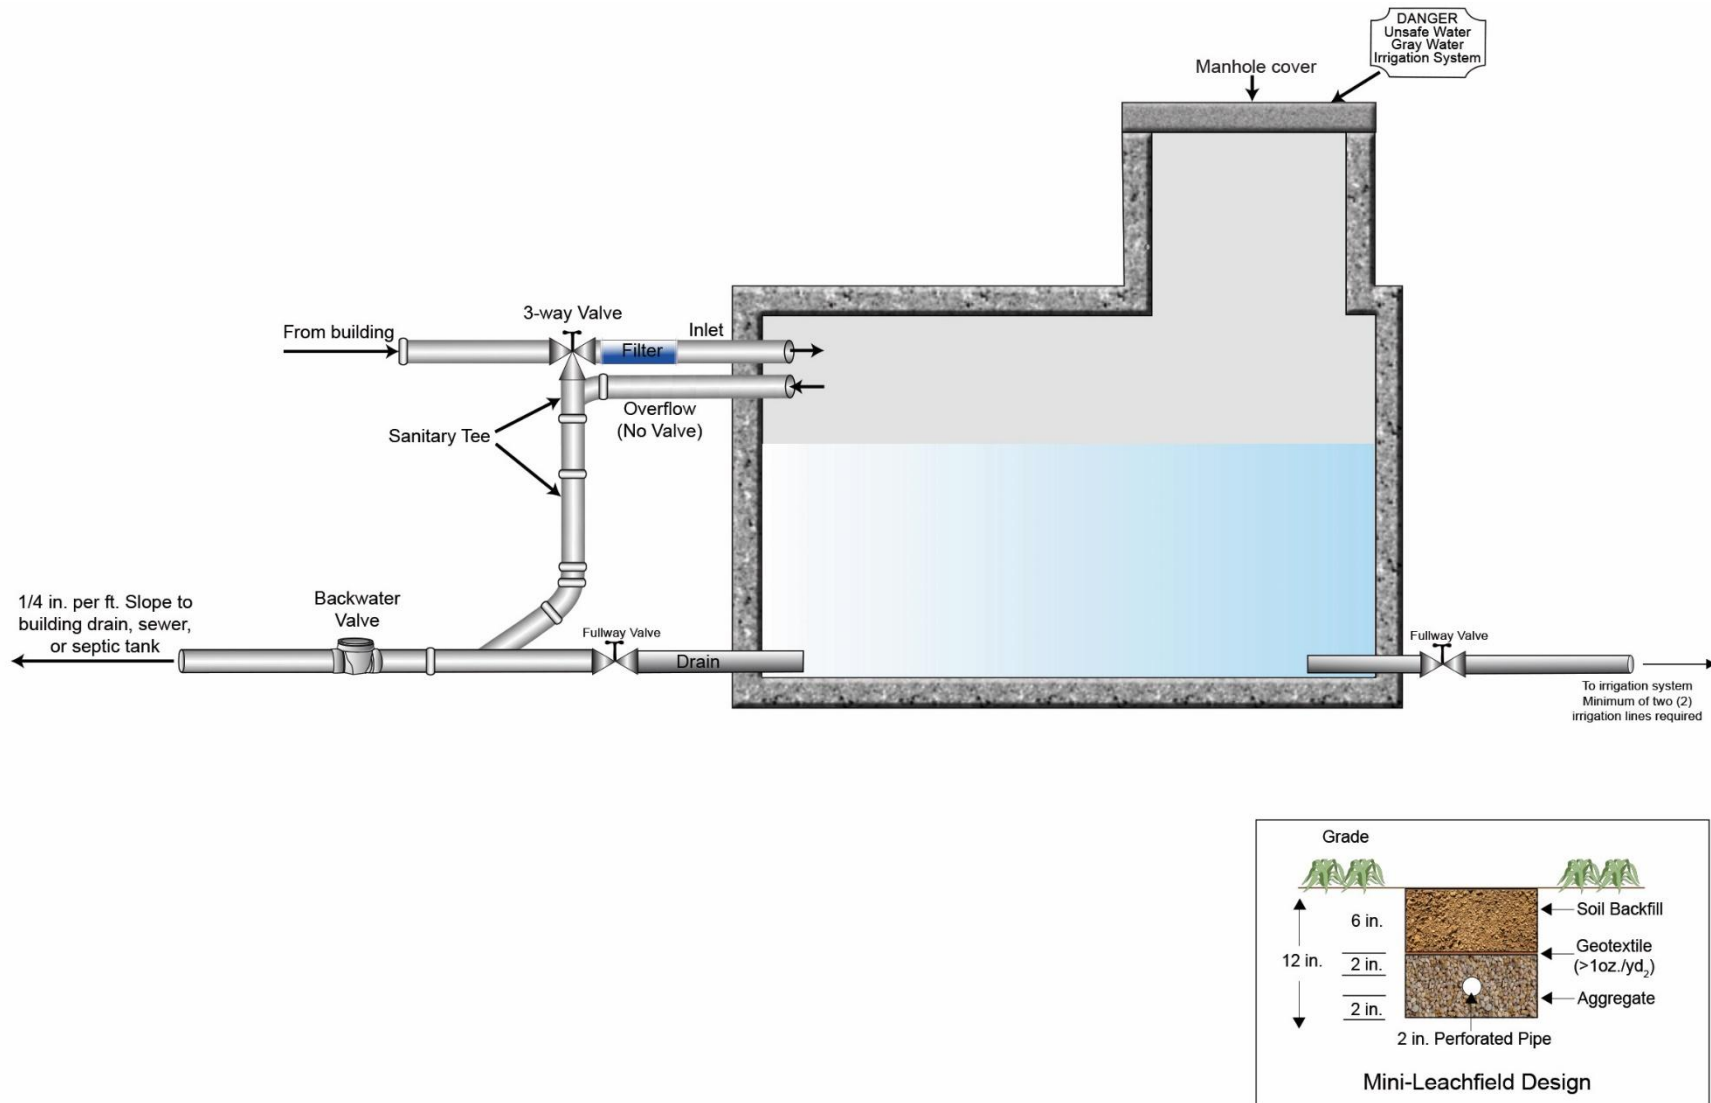 DANGER
Unsafe Water
Gray Water
Irrigation System
Manhole cover
3-way Valve
From building
Inlet
Filter
Overflow
(No Valve)
Sanitary Tee
1/4 in. per ft. Slope to
building drain, sewer,
or septic tank
Backwater
Valve
Fullway Valve
Drain
Fullway Valve
To irrigation system
Minimum of two (2)
irrigation lines required
Grade
6 in.
Soil Backfill
12 in.
2 in.
Geotextile
(>1oz./yd₂)
2 in.
Aggregate
2 in. Perforated Pipe
Mini-Leachfield Design